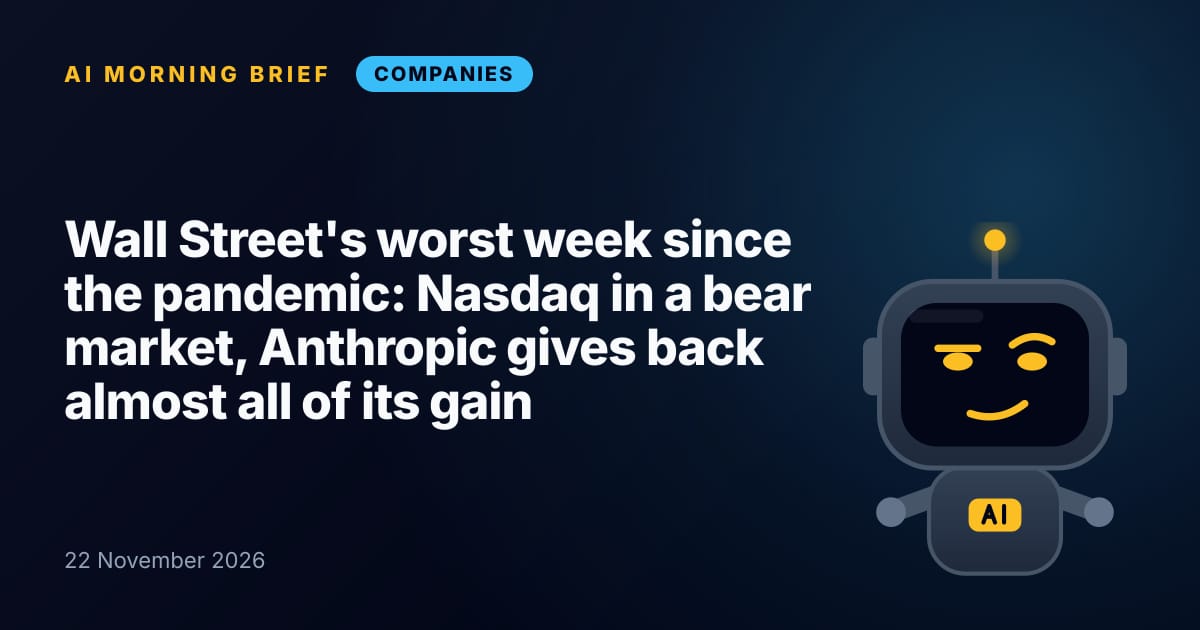 AI MORNING BRIEF
COMPANIES
Wall Street's worst week since
the pandemic: Nasdaq in a bear
market, Anthropic gives back
almost all of its gain
AI
22 November 2026